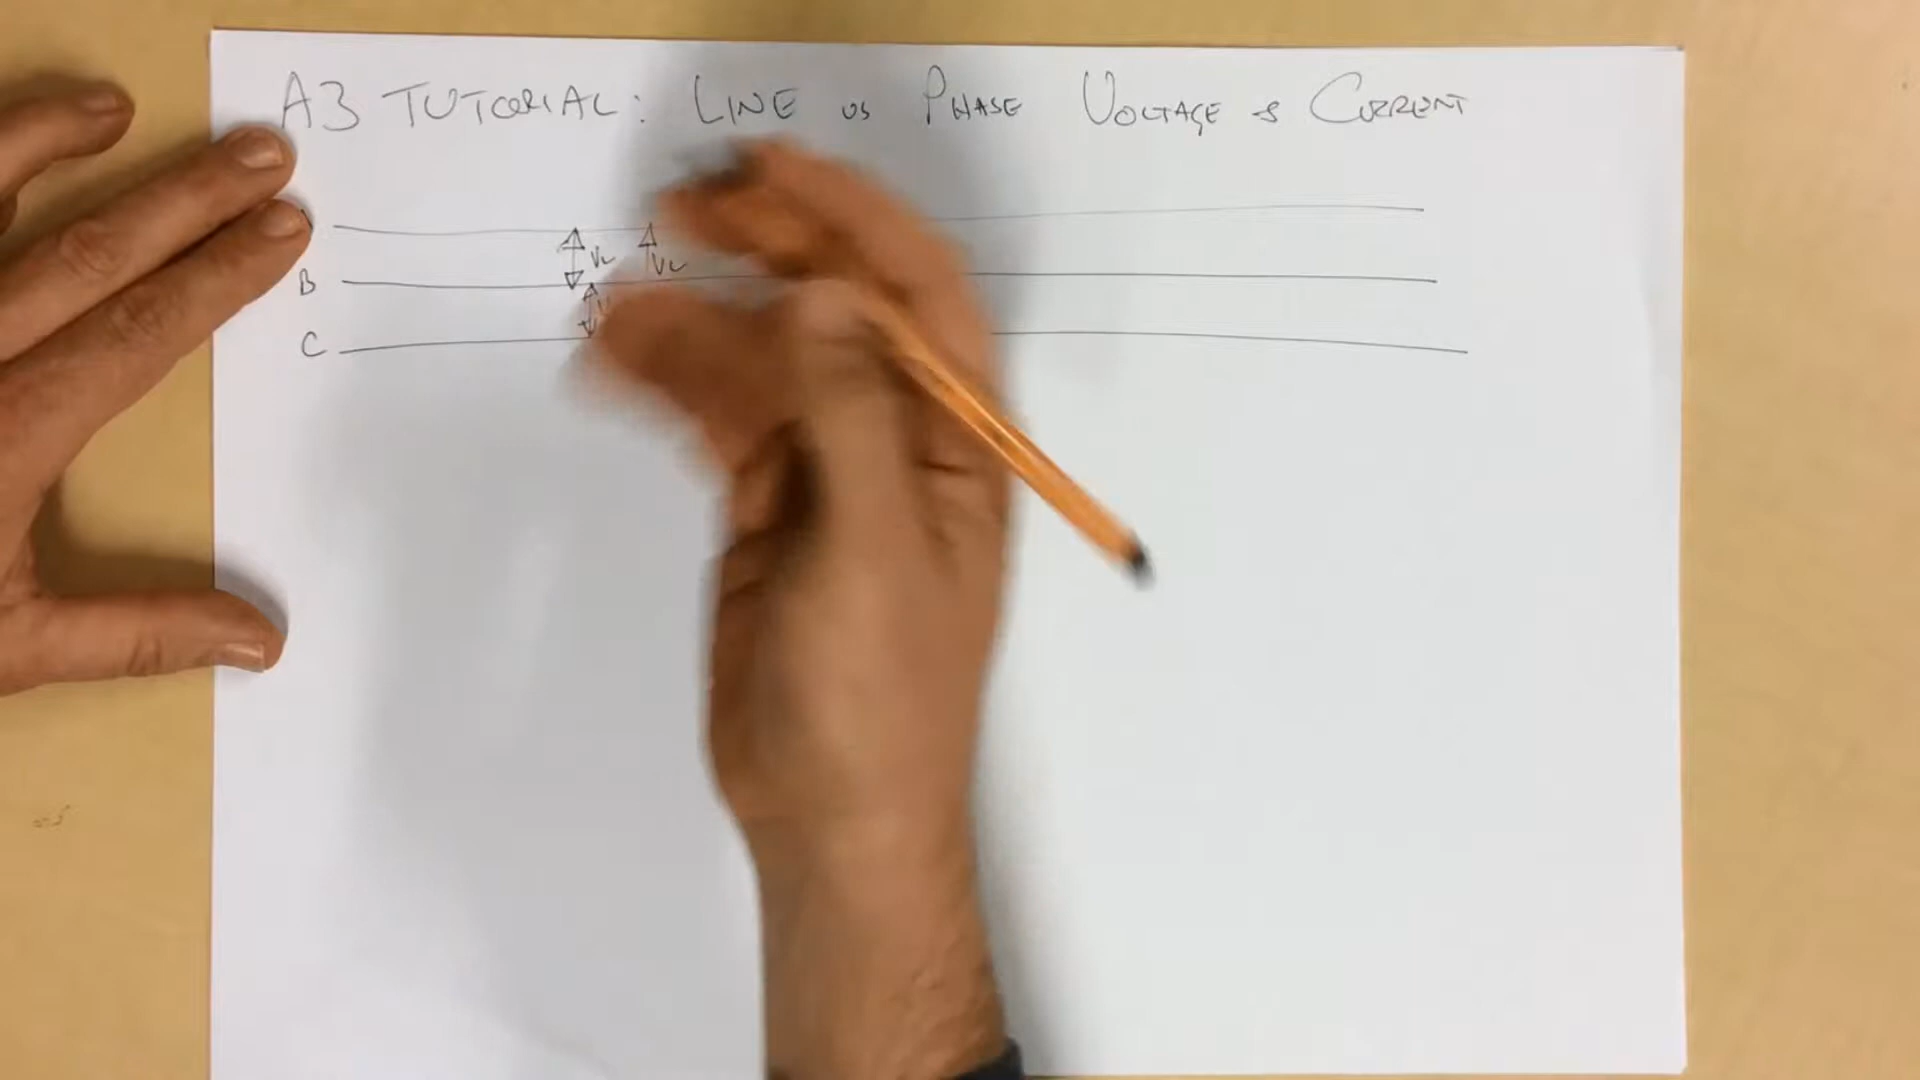 A3 TUTORIAL: LINE vs PHASE VOLTAGE & CURRENT
VL VL
B
C